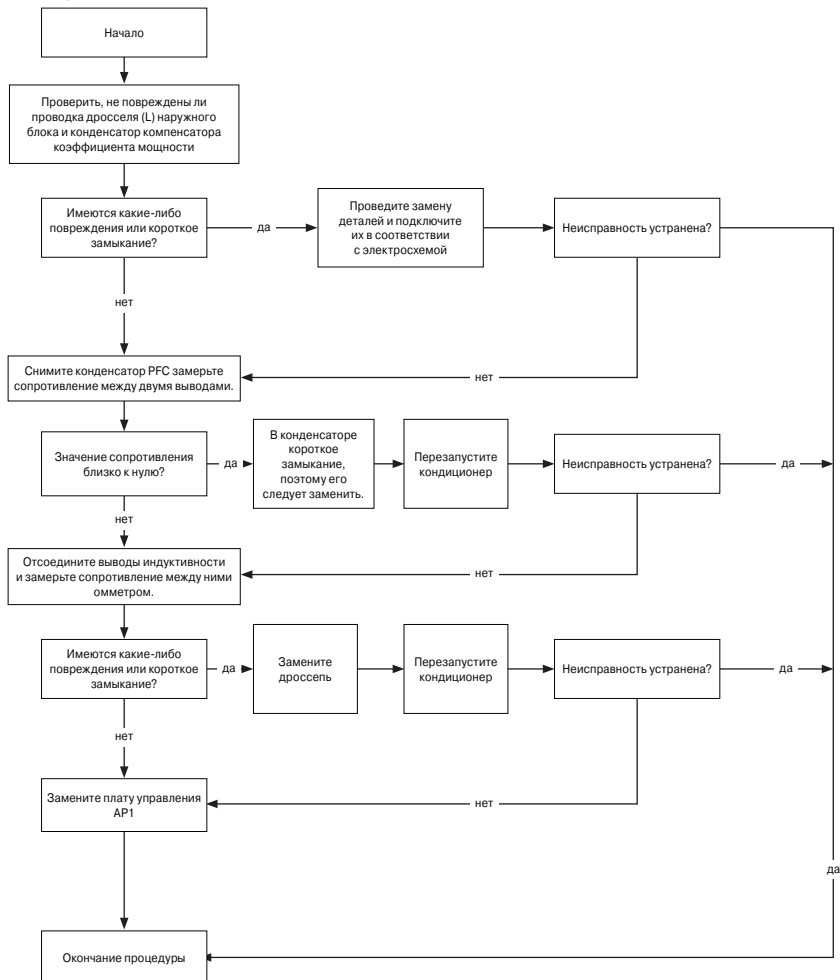 Начало
Проверить, не повреждены ли
проводка дросселя (L) наружного
блока и конденсатор компенсатора
коэффициента мощности
Имеются какие-либо
повреждения или короткое
замыкание?
да
Проведите замену
деталей и подключите
их в соответствии
с электросхемой
Неисправность устранена?
нет
Снимите конденсатор PFC замерьте
сопротивление между двумя выводами.
нет
Значение сопротивления
близко к нулю?
да
В конденсаторе
короткое
замыкание,
поэтому его
следует заменить.
Перезапустите
кондиционер
Неисправность устранена?
да
нет
Отсоедините выводы индуктивности
и замерьте сопротивление между ними
омметром.
нет
Имеются какие-либо
повреждения или короткое
замыкание?
да
Замените
дроссепь
Перезапустите
кондиционер
Неисправность устранена?
да
нет
Замените плату управления
АР1
нет
да
Окончание процедуры